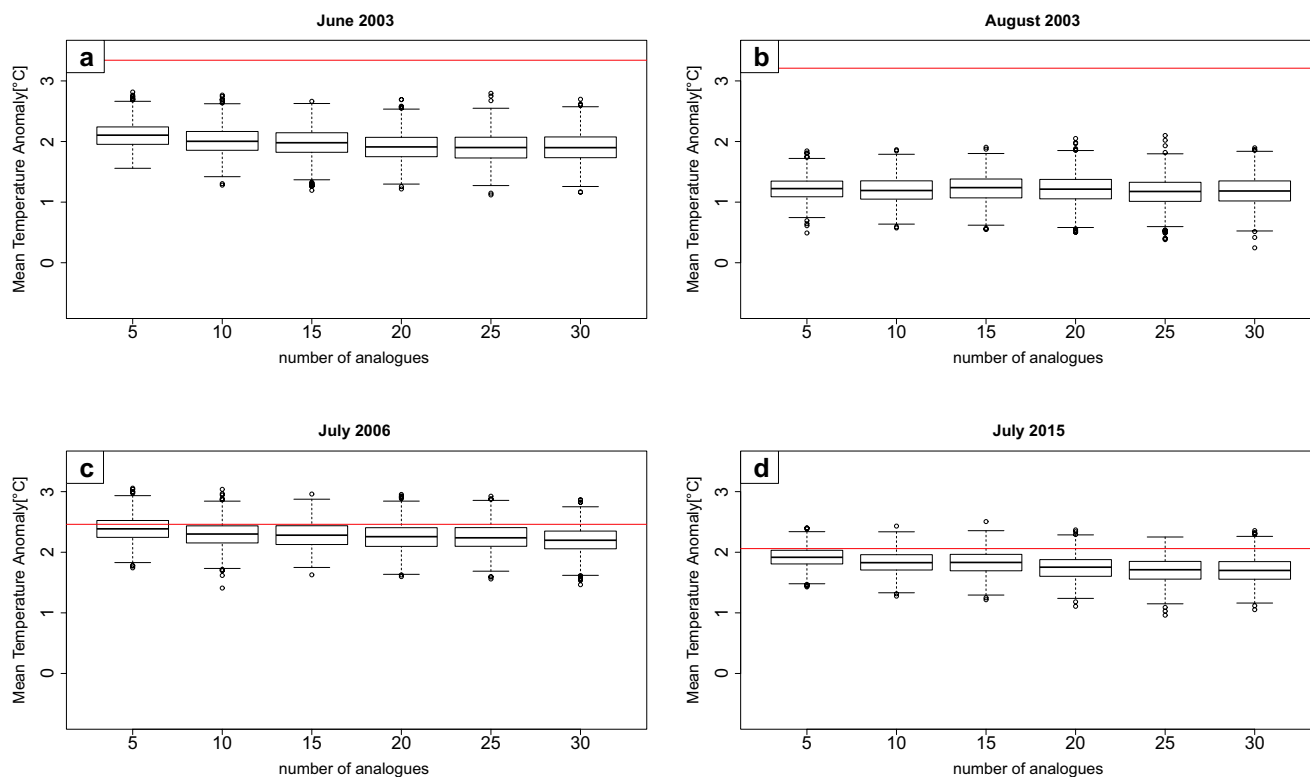 June 2003
a
Mean Temperature Anomaly[°C]
3
2
1
0
5 10 15 20 25 30
number of analogues
August 2003
b
Mean Temperature Anomaly[°C]
3
2
1
0
5 10 15 20 25 30
number of analogues
July 2006
c
Mean Temperature Anomaly[°C]
3
2
1
0
5 10 15 20 25 30
number of analogues
July 2015
d
Mean Temperature Anomaly[°C]
3
2
1
0
5 10 15 20 25 30
number of analogues